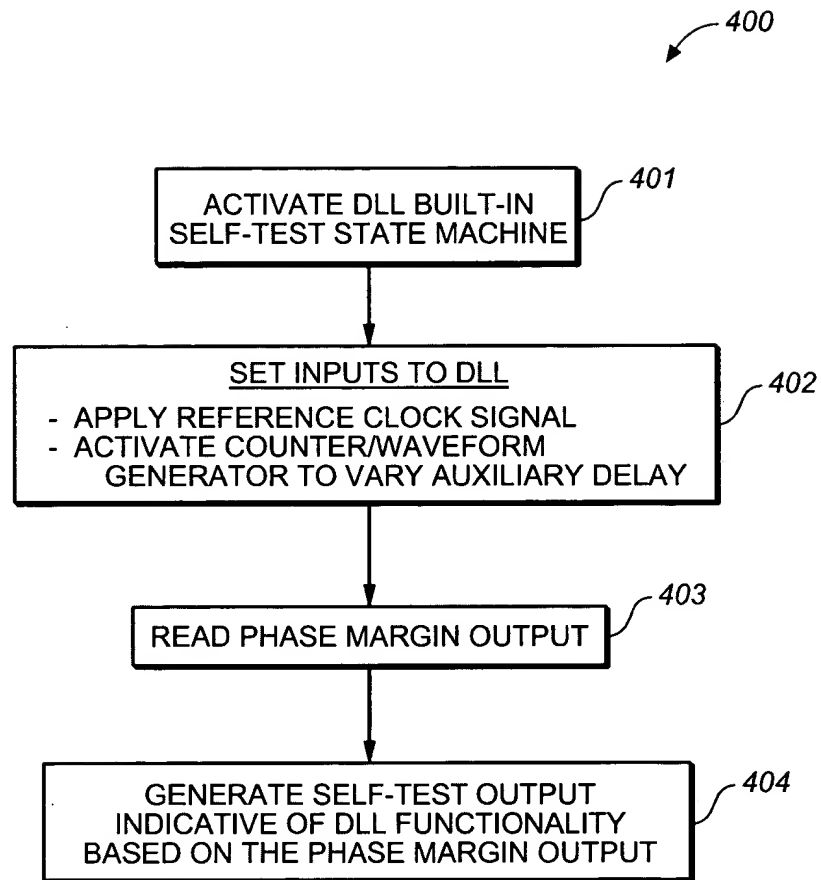 400
401
ACTIVATE DLL BUILT-IN
SELF-TEST STATE MACHINE
402
SET INPUTS TO DLL
- APPLY REFERENCE CLOCK SIGNAL
- ACTIVATE COUNTER/WAVEFORM
GENERATOR TO VARY AUXILIARY DELAY
403
READ PHASE MARGIN OUTPUT
404
GENERATE SELF-TEST OUTPUT
INDICATIVE OF DLL FUNCTIONALITY
BASED ON THE PHASE MARGIN OUTPUT